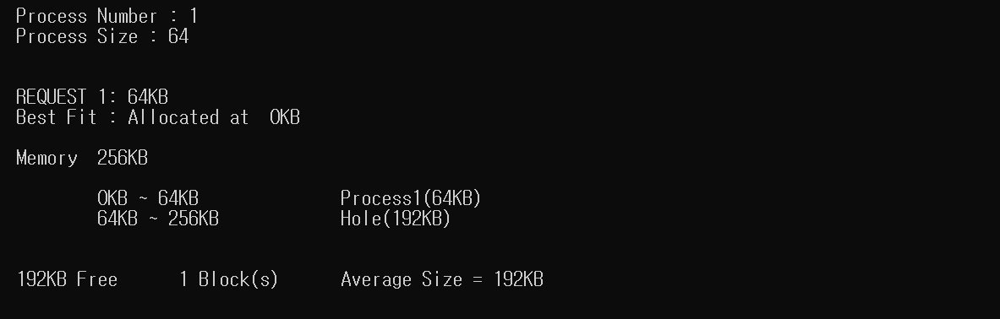 Process Number : 1
Process Size : 64
REQUEST 1: 64KB
Best Fit : Allocated at  0KB
Memory  256KB
0KB ~ 64KB              Process1(64KB)
64KB ~ 256KB            Hole(192KB)
192KB Free      1 Block(s)      Average Size = 192KB